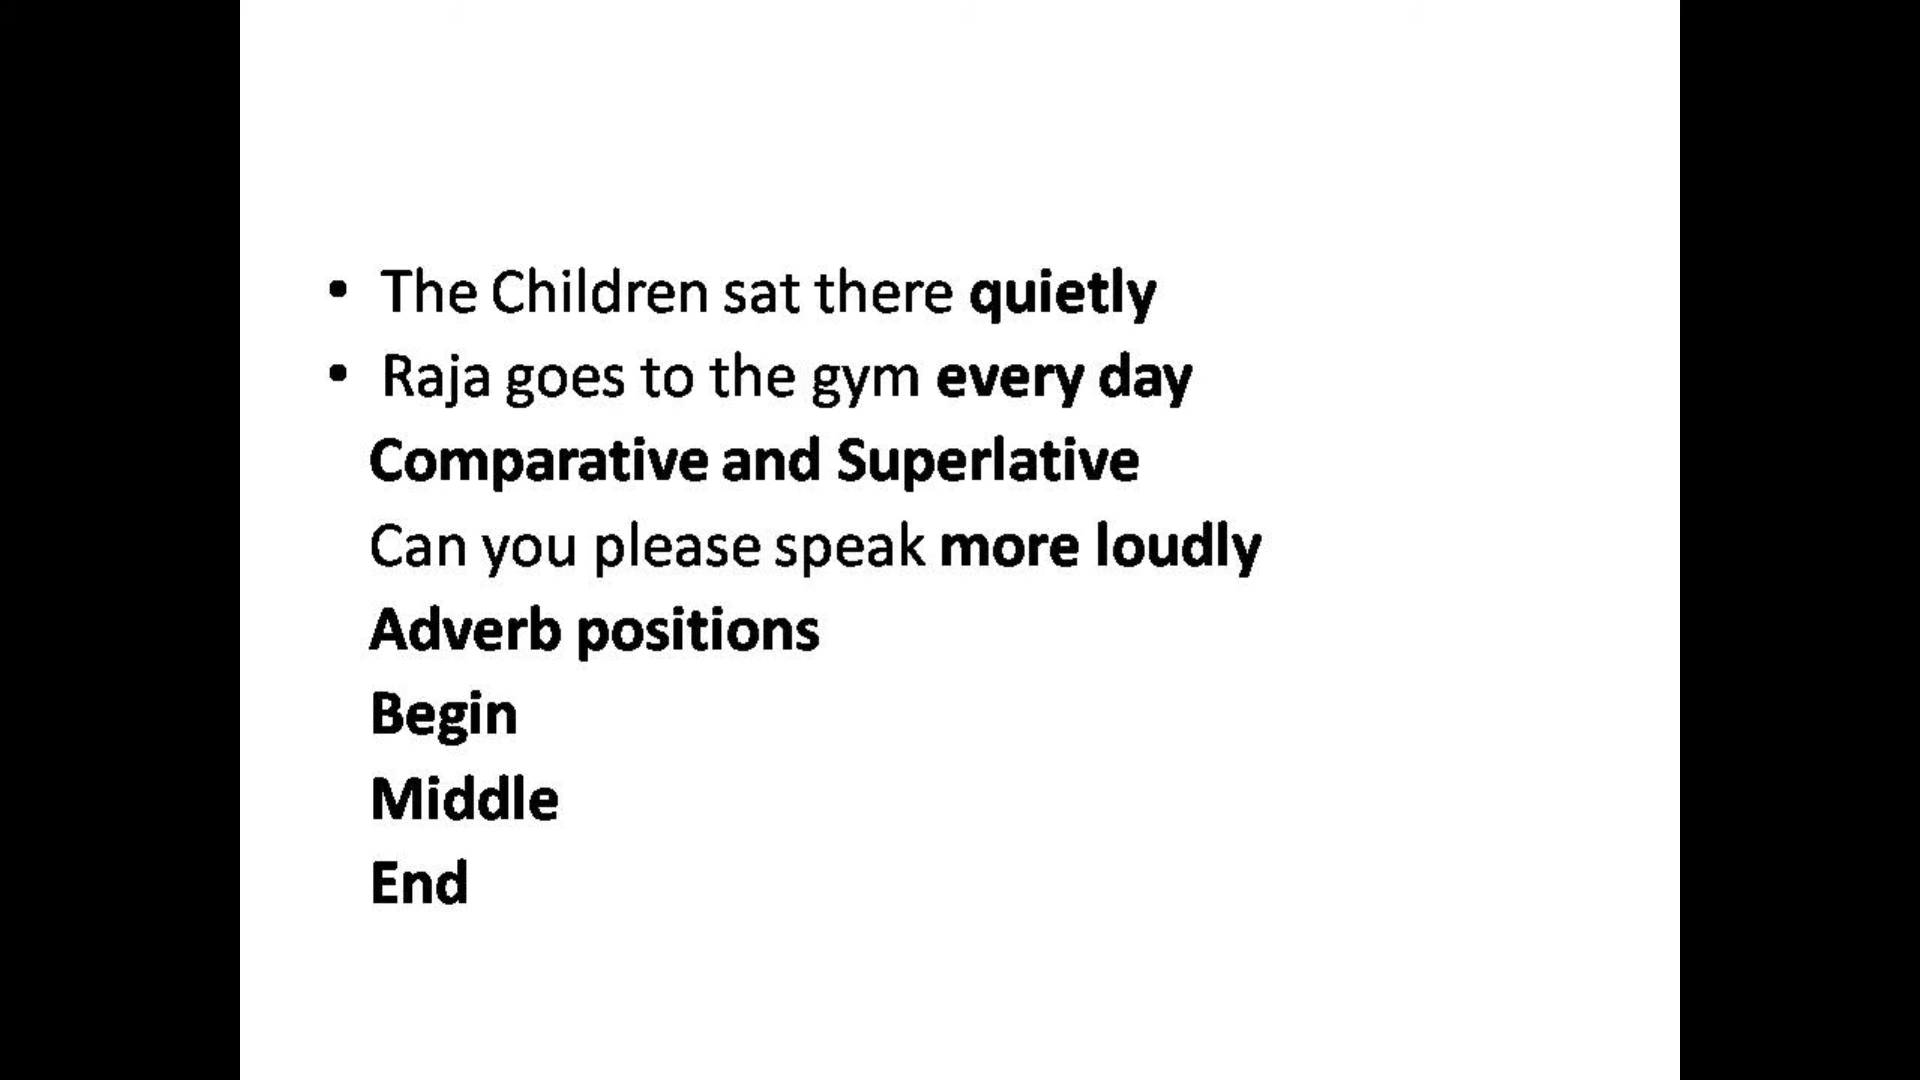 • The Children sat there quietly
• Raja goes to the gym every day
Comparative and Superlative
Can you please speak more loudly
Adverb positions
Begin
Middle
End